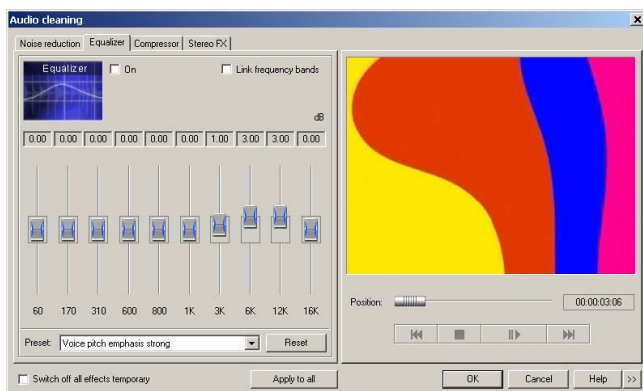 Audio cleaning
Noise reduction Equalizer Compressor Stereo FX
Equalizer
On
Link frequency bands
dB
0.00 0.00 0.00 0.00 0.00 0.00 1.00 3.00 3.00 0.00
60 170 310 600 800 1K 3K 6K 12K 16K
Preset: Voice pitch emphasis strong Reset
Position: 00:00:03:06
Switch off all effects temporary Apply to all OK Cancel Help >>